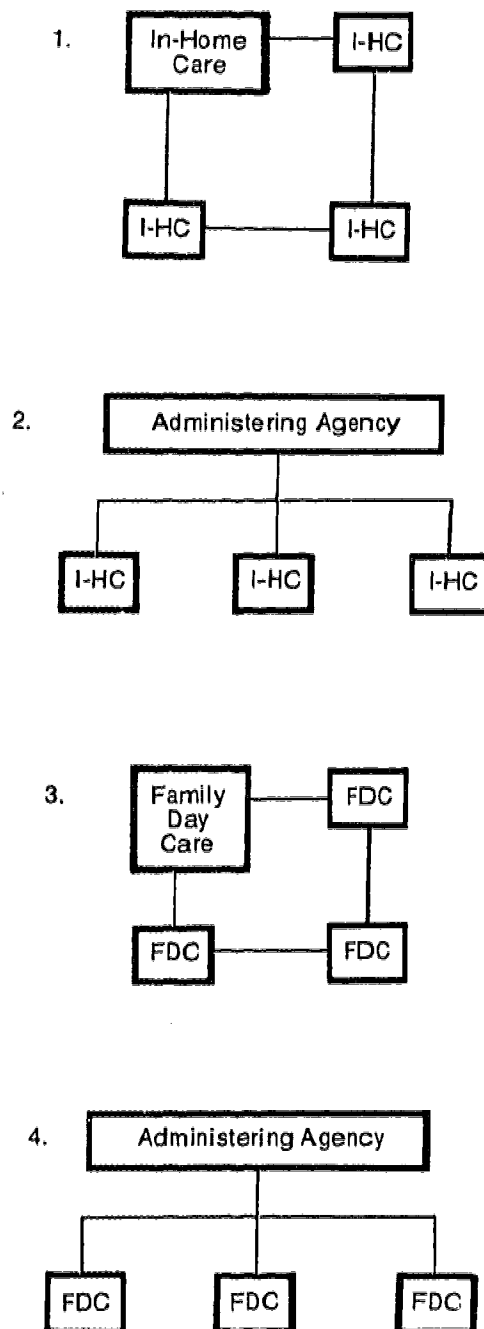 1.
In-Home
Care
I-HC
I-HC
I-HC
2.
Administering Agency
I-HC
I-HC
I-HC
3.
Family
Day
Care
FDC
FDC
FDC
4.
Administering Agency
FDC
FDC
FDC